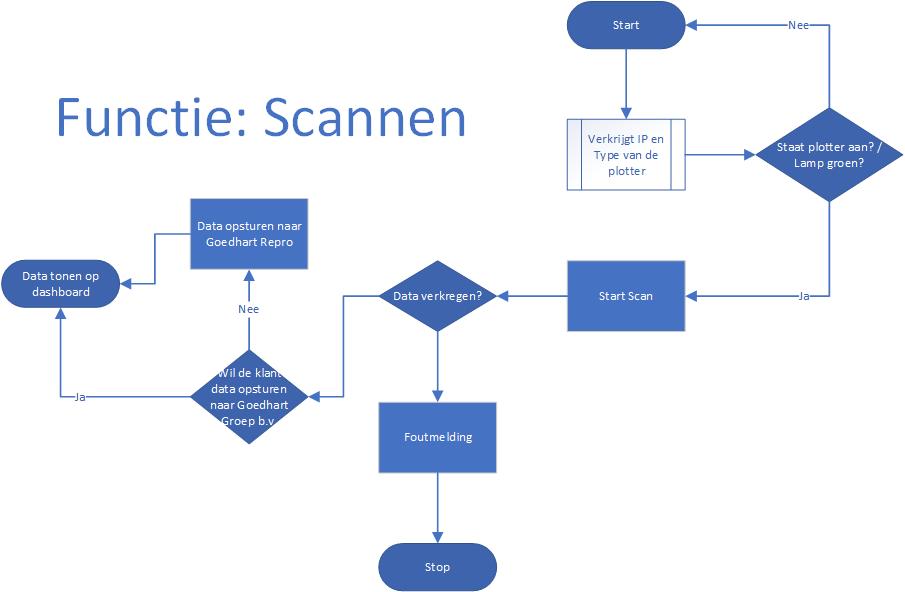 Functie: Scannen
Start
Nee
Verkrijgt IP en
Type van de
plotter
Staat plotter aan? /
Lamp groen?
Ja
Start Scan
Data verkregen?
Foutmelding
Stop
Wil de klant
data opsturen
naar Goedhart
Groep b.v.
Nee
Data opsturen naar
Goedhart Repro
Ja
Data tonen op
dashboard